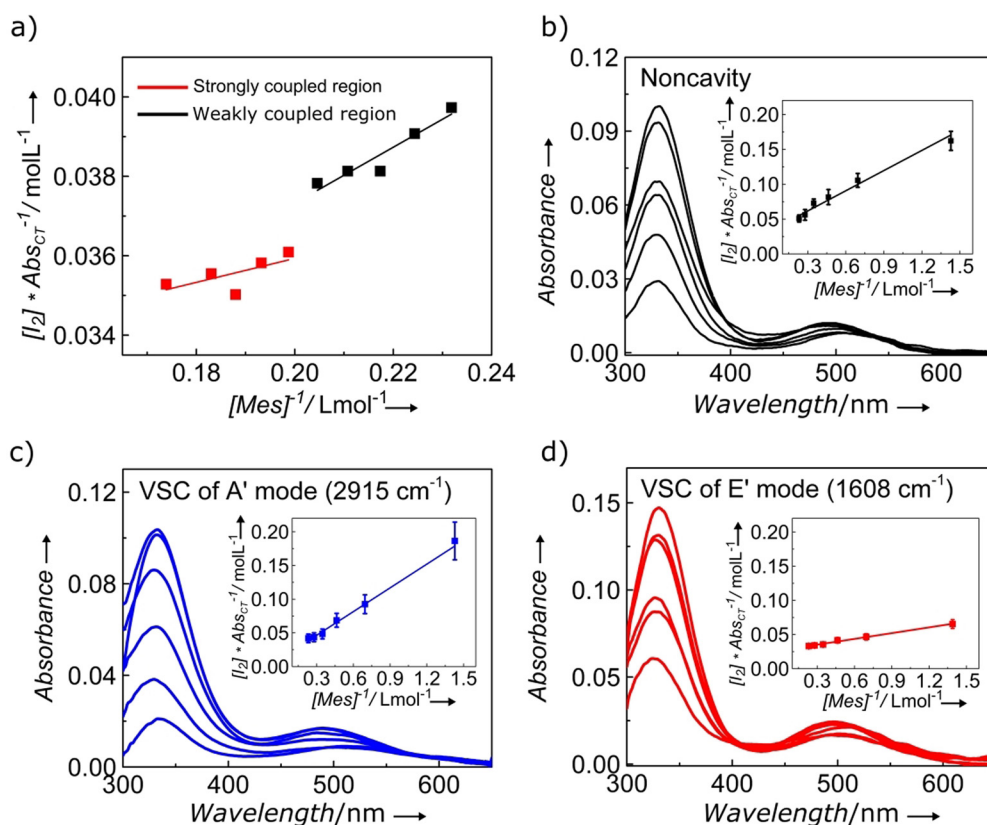 a)
Strongly coupled region
Weakly coupled region
[I₂] * Abs_CT⁻¹/ molL⁻¹
0.040
0.038
0.036
0.034
0.18
0.20
0.22
0.24
[Mes]⁻¹/ Lmol⁻¹
b)
Noncavity
Absorbance
0.12
0.09
0.06
0.03
0.00
300
400
500
600
Wavelength/nm
[I₂] * Abs_CT⁻¹/ molL⁻¹
0.20
0.15
0.10
0.05
0.00
0.3
0.6
0.9
1.2
1.5
[Mes]⁻¹/ Lmol⁻¹
c)
VSC of A' mode (2915 cm⁻¹)
Absorbance
0.12
0.08
0.04
0.00
300
400
500
600
Wavelength/nm
[I₂] * Abs_CT⁻¹/ molL⁻¹
0.20
0.15
0.10
0.05
0.00
0.3
0.6
0.9
1.2
1.5
[Mes]⁻¹/ Lmol⁻¹
d)
VSC of E' mode (1608 cm⁻¹)
Absorbance
0.15
0.10
0.05
0.00
300
400
500
600
Wavelength/nm
[I₂] * Abs_CT⁻¹/ molL⁻¹
0.20
0.15
0.10
0.05
0.00
0.3
0.6
0.9
1.2
1.5
[Mes]⁻¹/ Lmol⁻¹